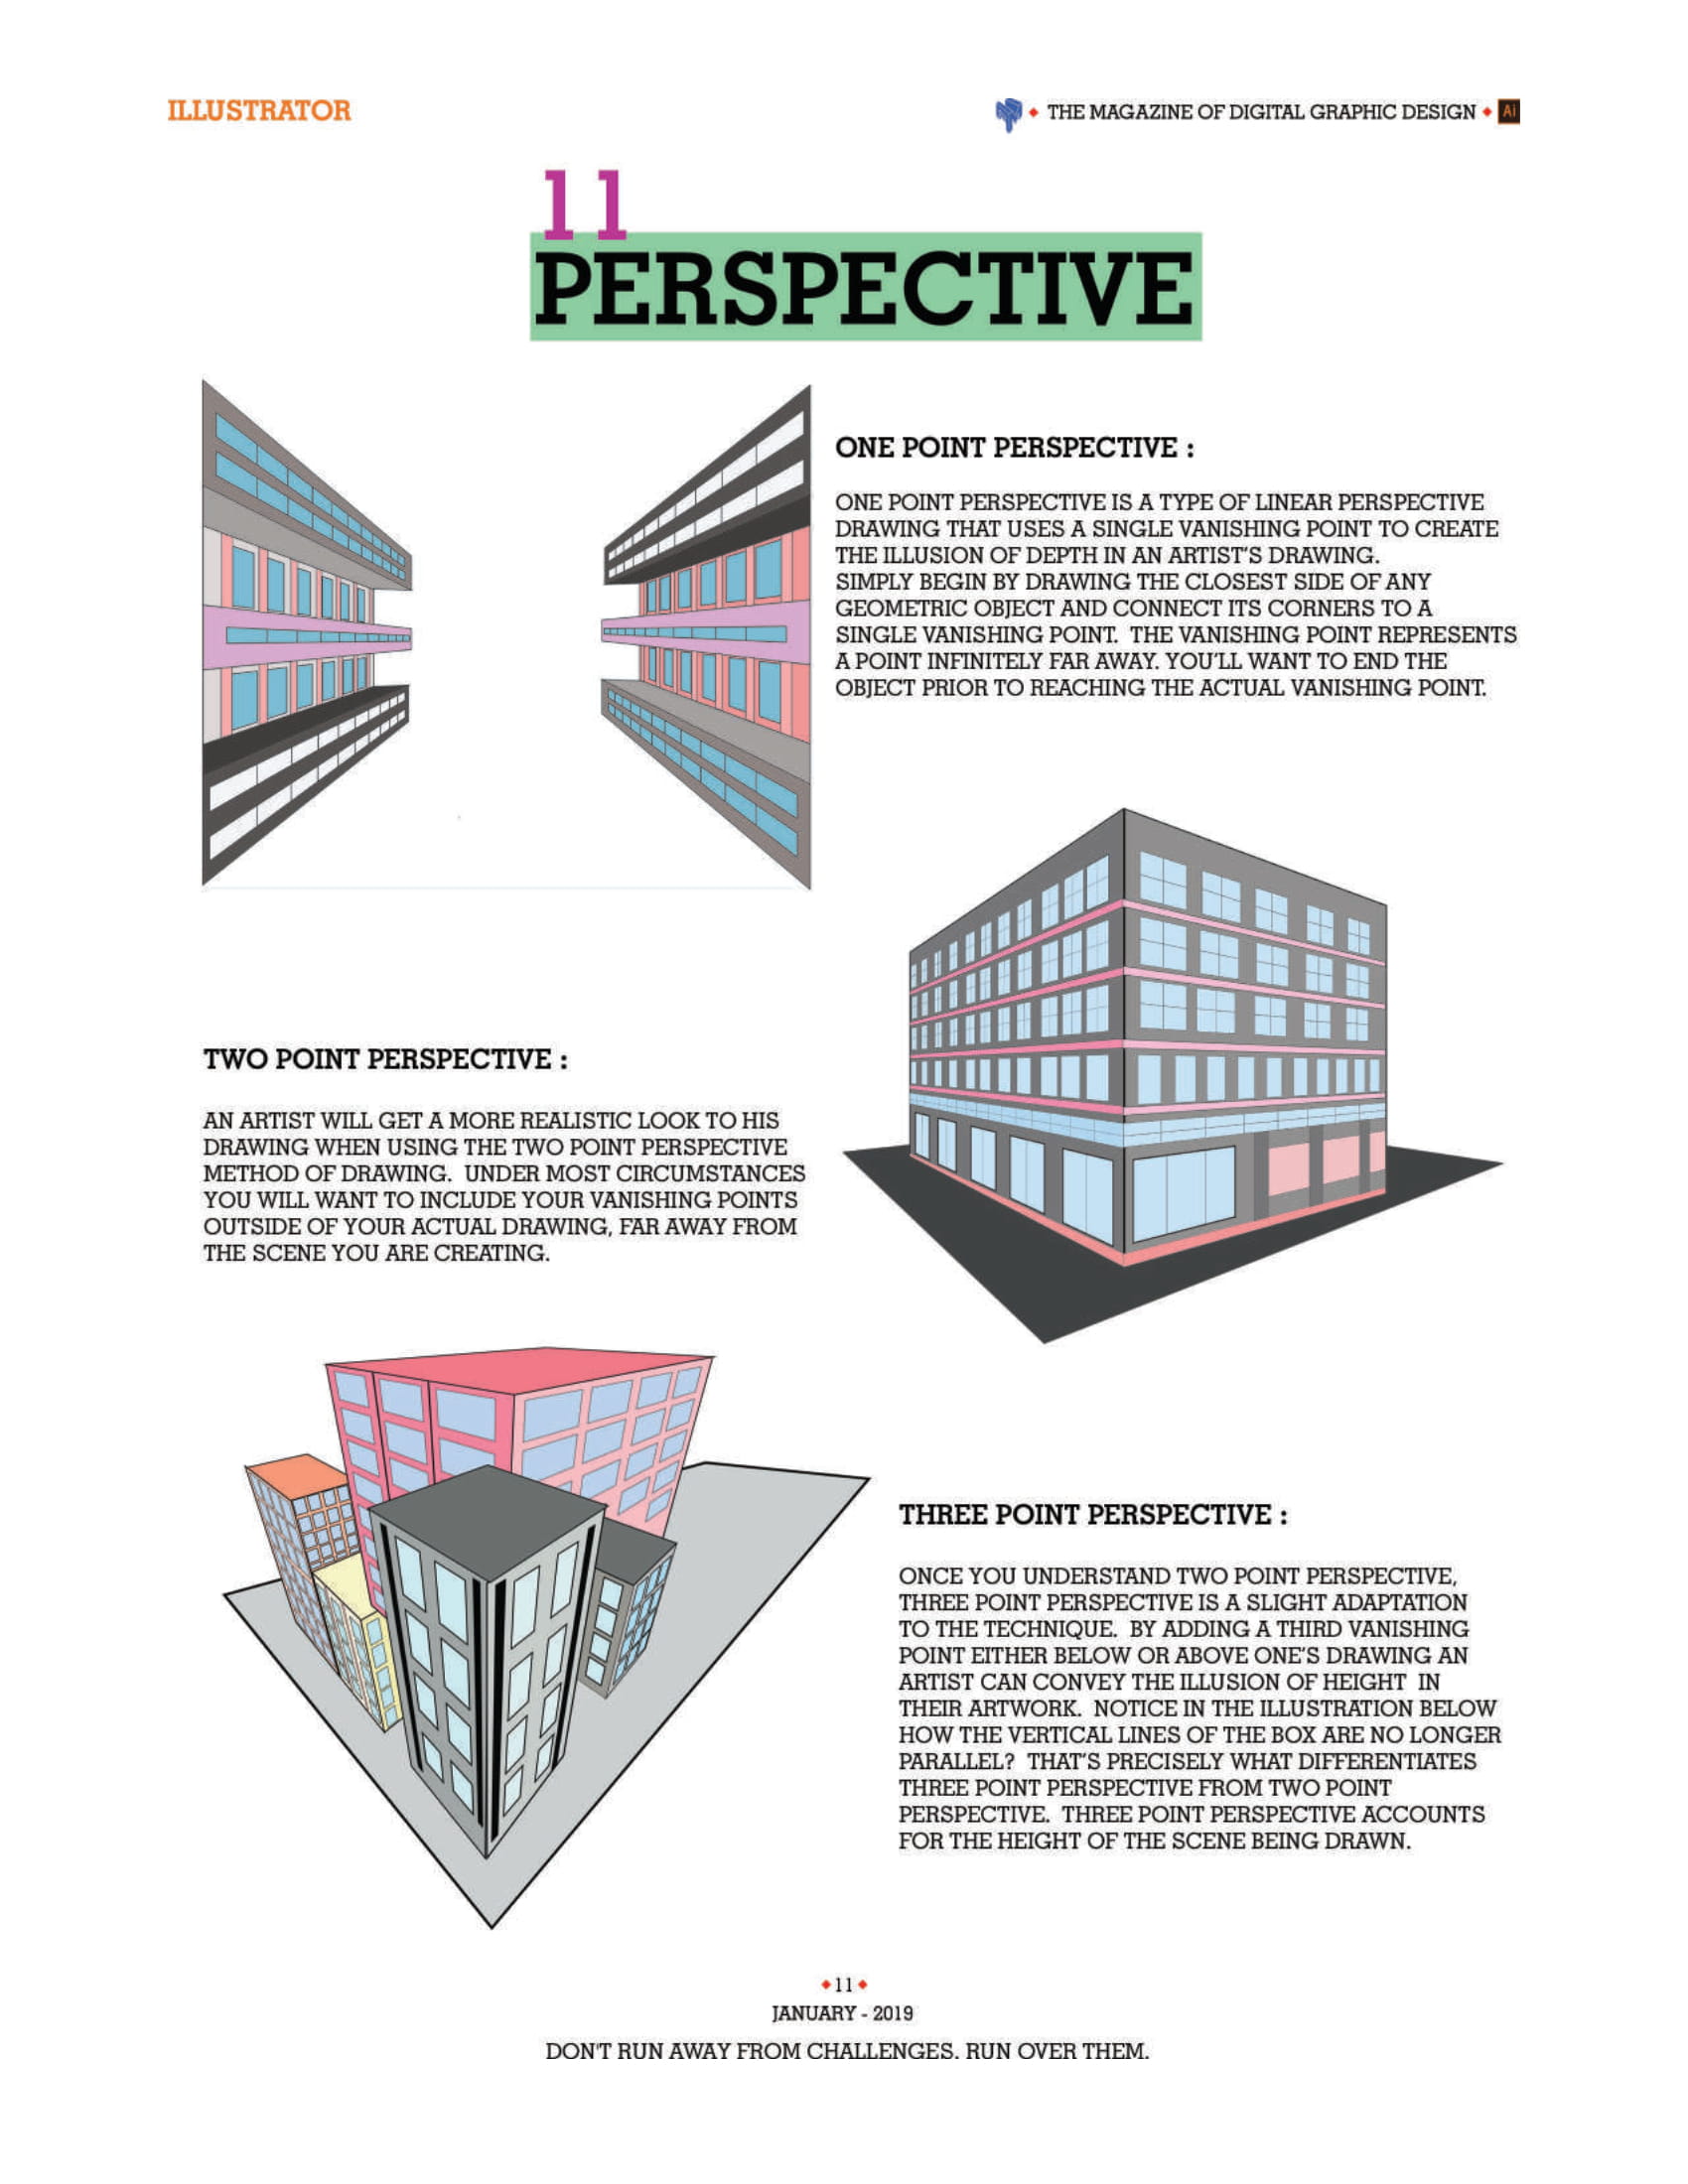 ILLUSTRATOR
THE MAGAZINE OF DIGITAL GRAPHIC DESIGN
Ai
11
PERSPECTIVE
ONE POINT PERSPECTIVE :
ONE POINT PERSPECTIVE IS A TYPE OF LINEAR PERSPECTIVE
DRAWING THAT USES A SINGLE VANISHING POINT TO CREATE
THE ILLUSION OF DEPTH IN AN ARTIST'S DRAWING.
SIMPLY BEGIN BY DRAWING THE CLOSEST SIDE OF ANY
GEOMETRIC OBJECT AND CONNECT ITS CORNERS TO A
SINGLE VANISHING POINT. THE VANISHING POINT REPRESENTS
A POINT INFINITELY FAR AWAY. YOU'LL WANT TO END THE
OBJECT PRIOR TO REACHING THE ACTUAL VANISHING POINT.
TWO POINT PERSPECTIVE :
AN ARTIST WILL GET A MORE REALISTIC LOOK TO HIS
DRAWING WHEN USING THE TWO POINT PERSPECTIVE
METHOD OF DRAWING. UNDER MOST CIRCUMSTANCES
YOU WILL WANT TO INCLUDE YOUR VANISHING POINTS
OUTSIDE OF YOUR ACTUAL DRAWING, FAR AWAY FROM
THE SCENE YOU ARE CREATING.
THREE POINT PERSPECTIVE :
ONCE YOU UNDERSTAND TWO POINT PERSPECTIVE,
THREE POINT PERSPECTIVE IS A SLIGHT ADAPTATION
TO THE TECHNIQUE. BY ADDING A THIRD VANISHING
POINT EITHER BELOW OR ABOVE ONE'S DRAWING AN
ARTIST CAN CONVEY THE ILLUSION OF HEIGHT IN
THEIR ARTWORK. NOTICE IN THE ILLUSTRATION BELOW
HOW THE VERTICAL LINES OF THE BOX ARE NO LONGER
PARALLEL? THAT'S PRECISELY WHAT DIFFERENTIATES
THREE POINT PERSPECTIVE FROM TWO POINT
PERSPECTIVE. THREE POINT PERSPECTIVE ACCOUNTS
FOR THE HEIGHT OF THE SCENE BEING DRAWN.
11
JANUARY - 2019
DON'T RUN AWAY FROM CHALLENGES. RUN OVER THEM.